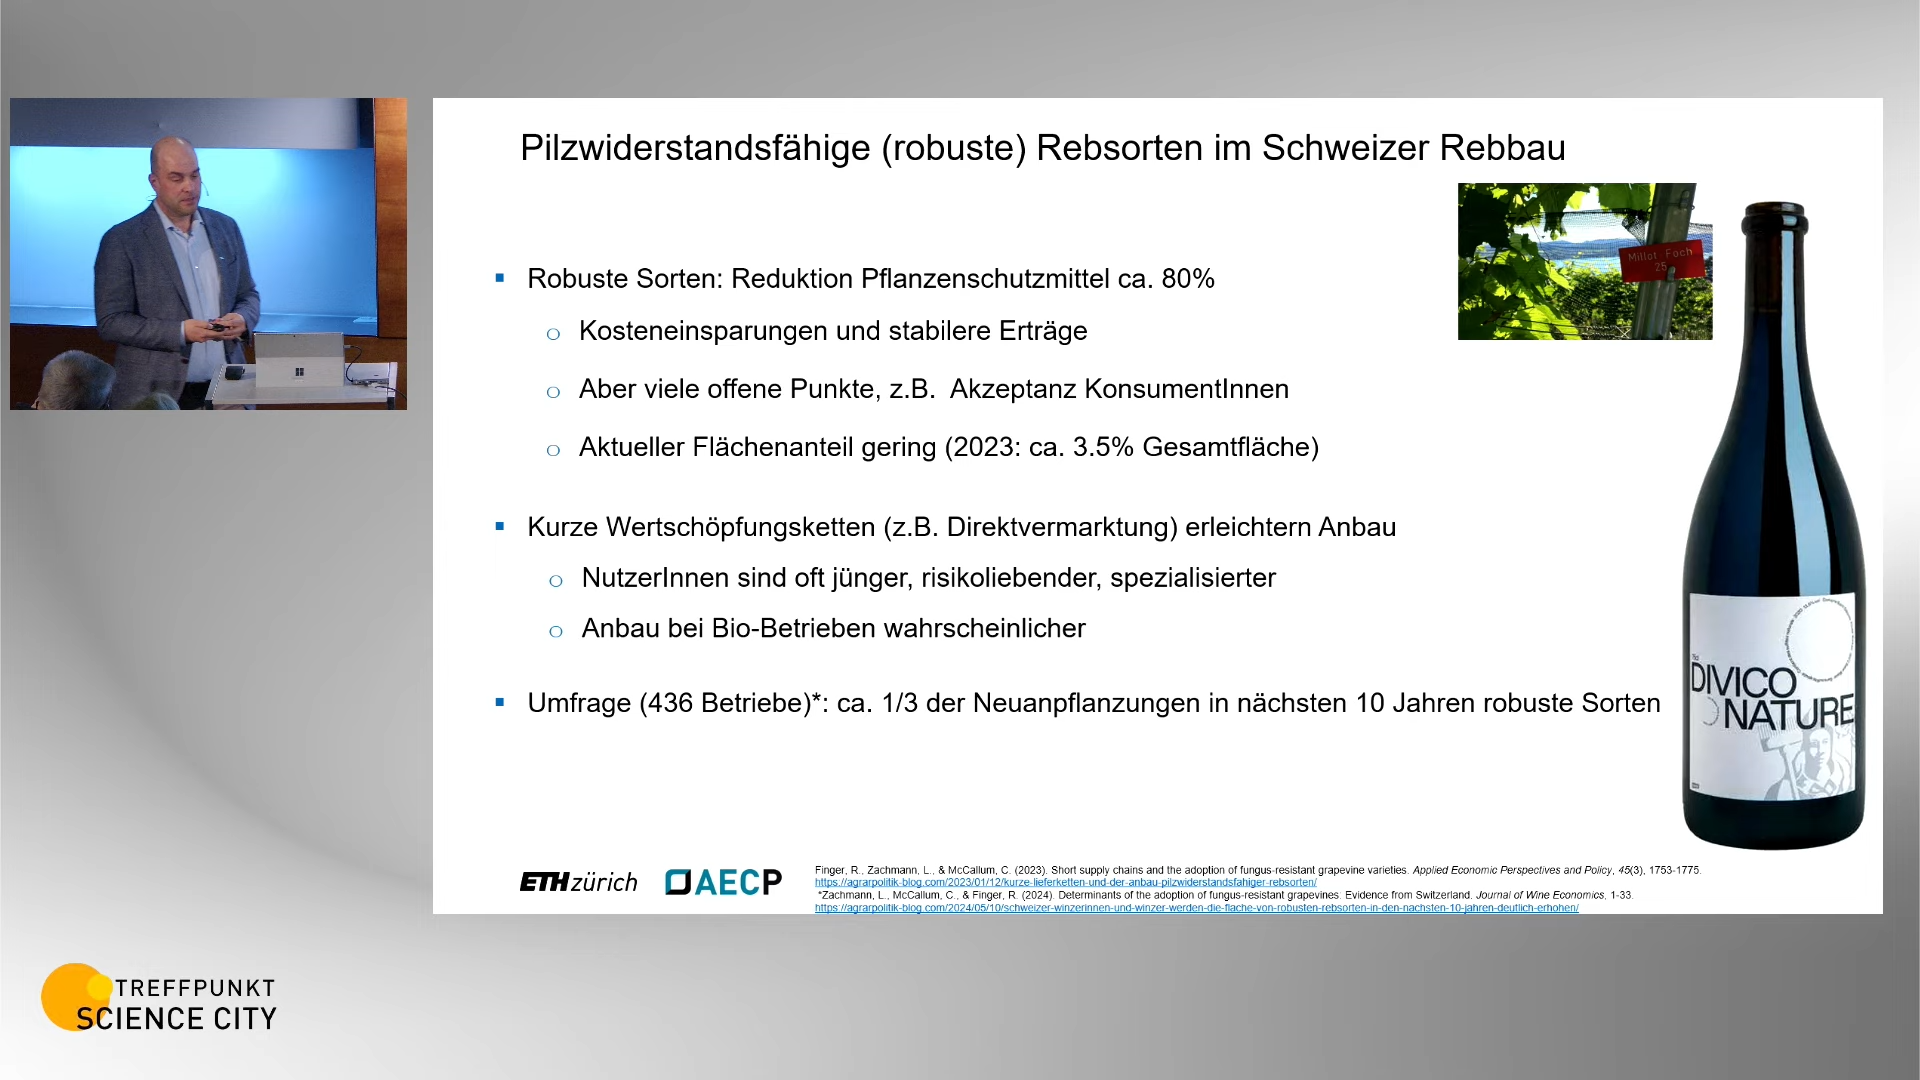 Pilzwiderstandsfähige (robuste) Rebsorten im Schweizer Rebbau
Robuste Sorten: Reduktion Pflanzenschutzmittel ca. 80%
Kosteneinsparungen und stabilere Erträge
Aber viele offene Punkte, z.B. Akzeptanz KonsumentInnen
Aktueller Flächenanteil gering (2023: ca. 3.5% Gesamtfläche)
Kurze Wertschöpfungsketten (z.B. Direktvermarktung) erleichtern Anbau
NutzerInnen sind oft jünger, risikoliebender, spezialisierter
Anbau bei Bio-Betrieben wahrscheinlicher
Umfrage (436 Betriebe)*: ca. 1/3 der Neuanpflanzungen in nächsten 10 Jahren robuste Sorten
Millot-Foch
25
DIVICO
NATURE
ETH zürich
AECP
Finger, R., Zachmann, L., & McCallum, C. (2023). Short supply chains and the adoption of fungus-resistant grapevine varieties. Applied Economic Perspectives and Policy, 45(3), 1753-1775.
https://agrarpolitik-blog.com/2023/01/12/kurze-lieferketten-und-der-anbau-pilzwiderstandsfahiger-rebsorten/
*Zachmann, L., McCallum, C., & Finger, R. (2024). Determinants of the adoption of fungus-resistant grapevines: Evidence from Switzerland. Journal of Wine Economics, 1-33.
https://agrarpolitik-blog.com/2024/05/10/schweizer-winzerinnen-und-winzer-werden-die-flache-von-robusten-rebsorten-in-den-nachsten-10-jahren-deutlich-erhohen/
TREFFPUNKT
SCIENCE CITY